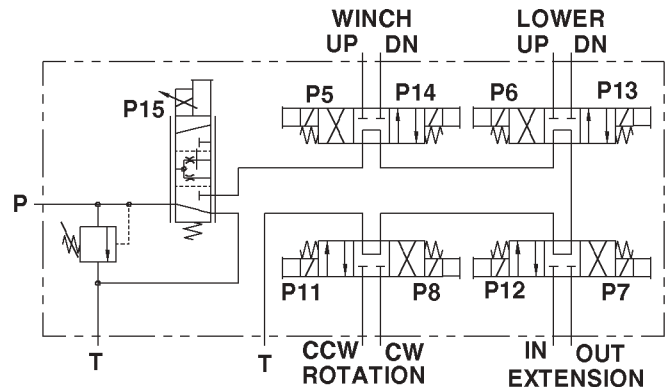 WINCH LOWER
UP DN UP DN
P5 P14 P6 P13
P15
P
P11 P8 P12 P7
T T CCW CW IN OUT
ROTATION EXTENSION